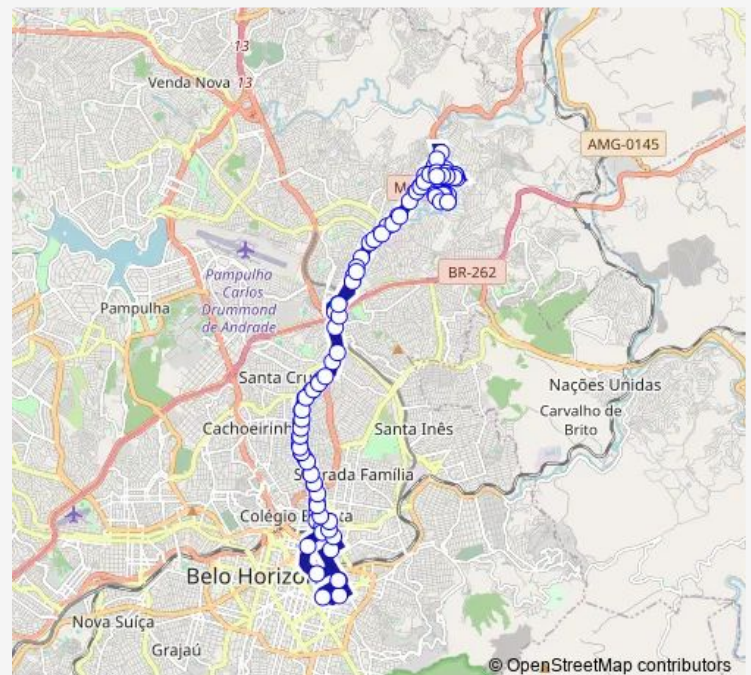 13
Venda Nova
13
AMG-0145
M
BR-262
Pampulha
- Carlos
Drummond
de Andrade
Pampulha
Santa Cru
Nações Unidas
Carvalho de
Brito
Cachoeirinh
Santa Inês
Família
Colégio
Belo Horizo
Nova Suíça
Grajaú
© OpenStreetMap contributors